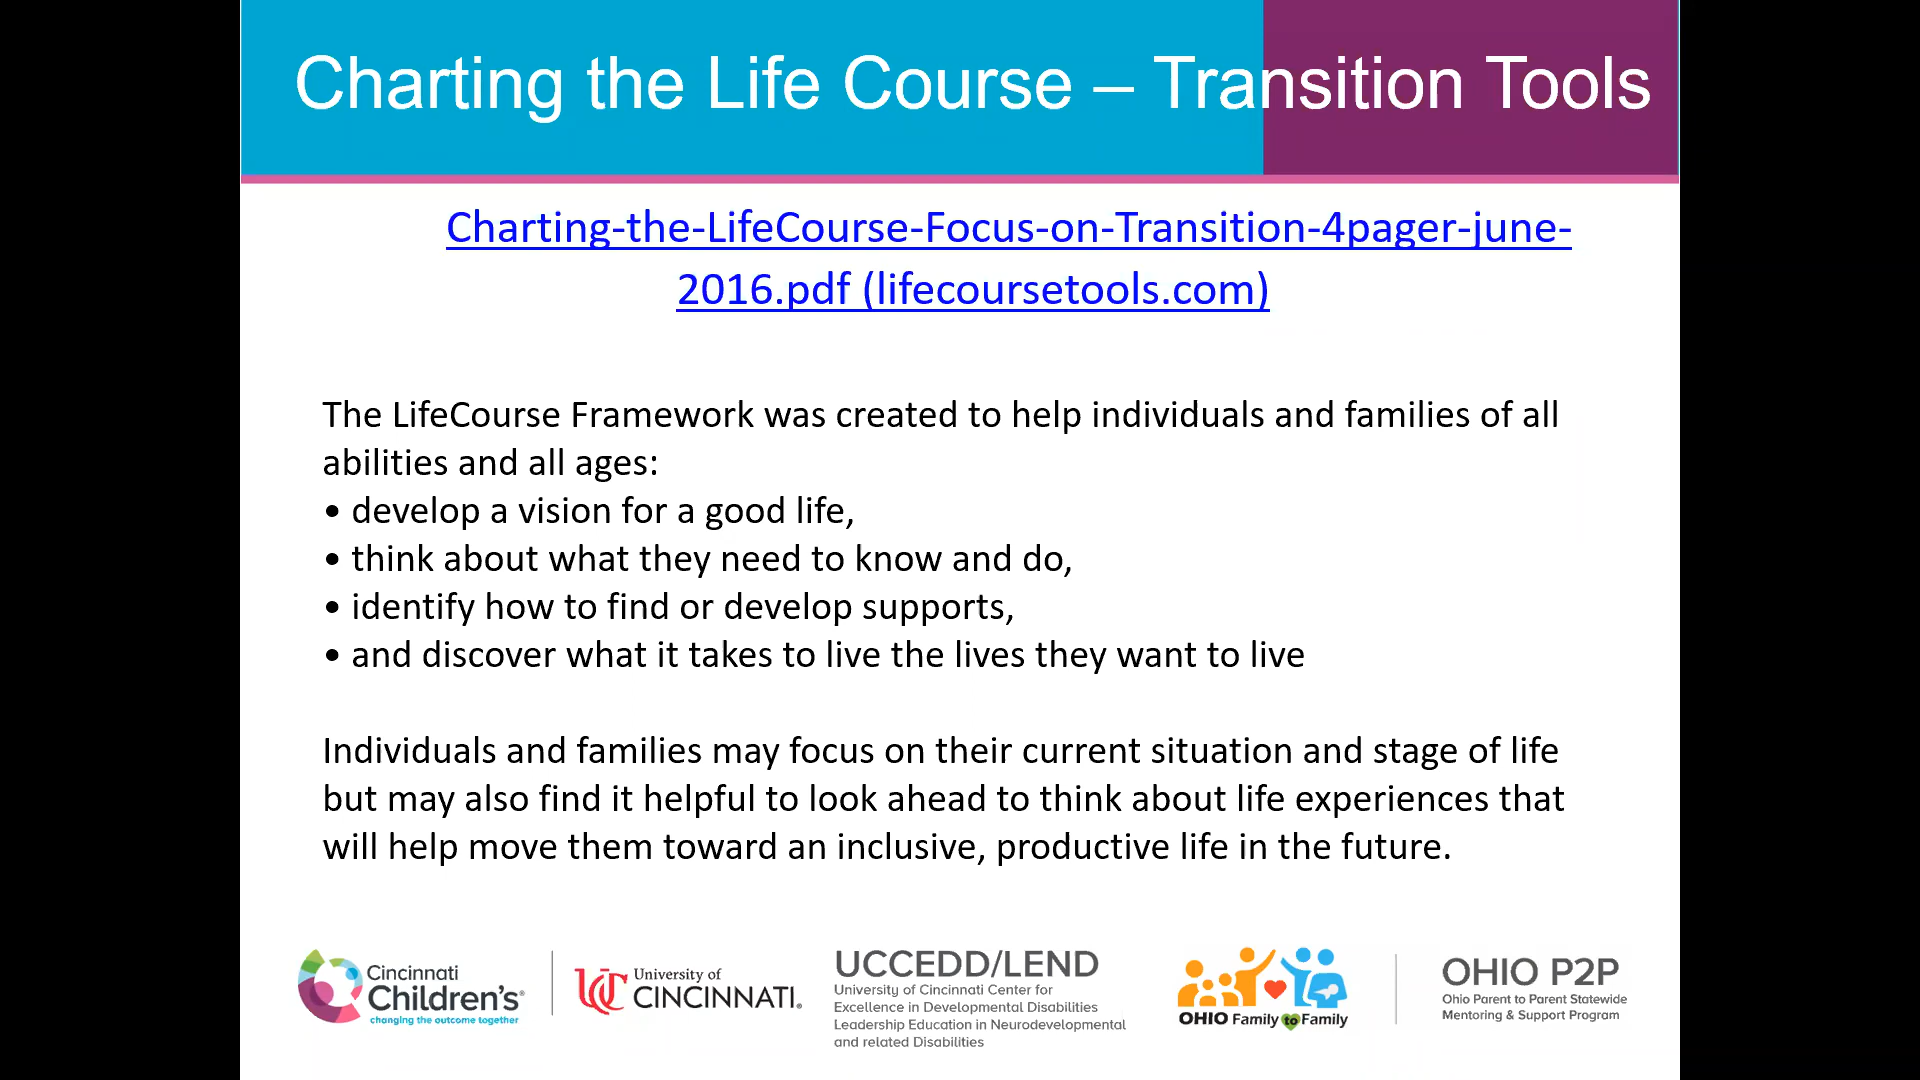 Charting the Life Course – Transition Tools
Charting-the-LifeCourse-Focus-on-Transition-4pager-june-
2016.pdf (lifecoursetools.com)
The LifeCourse Framework was created to help individuals and families of all
abilities and all ages:
• develop a vision for a good life,
• think about what they need to know and do,
• identify how to find or develop supports,
• and discover what it takes to live the lives they want to live
Individuals and families may focus on their current situation and stage of life
but may also find it helpful to look ahead to think about life experiences that
will help move them toward an inclusive, productive life in the future.
Cincinnati
Children's®
changing the outcome together
UC
University of
CINCINNATI®
UCCEDD/LEND
University of Cincinnati Center for
Excellence in Developmental Disabilities
Leadership Education in Neurodevelopmental
and related Disabilities
OHIO Family to Family
OHIO P2P
Ohio Parent to Parent Statewide
Mentoring & Support Program